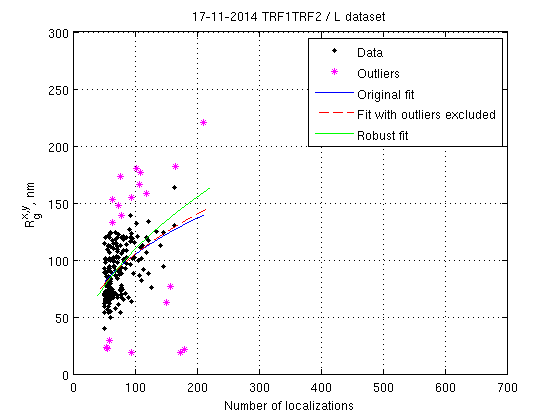 17-11-2014 TRF1TRF2 / L dataset
300
250
200
150
100
50
0
R_g^{x,y}, nm
Data
Outliers
Original fit
Fit with outliers excluded
Robust fit
0 100 200 300 400 500 600 700
Number of localizations